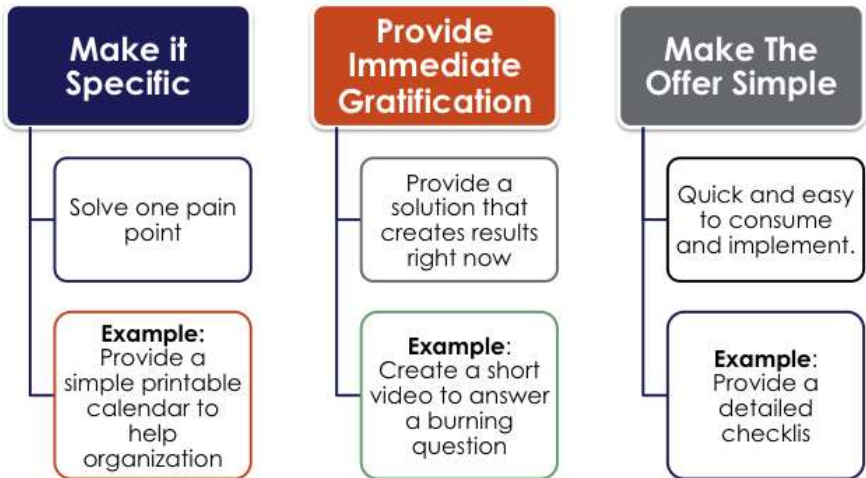 Make it
Specific
Solve one pain
point
Example:
Provide a
simple printable
calendar to
help
organization
Provide
Immediate
Gratification
Provide a
solution that
creates results
right now
Example:
Create a short
video to answer
a burning
question
Make The
Offer Simple
Quick and easy
to consume
and implement.
Example:
Provide a
detailed
checklis